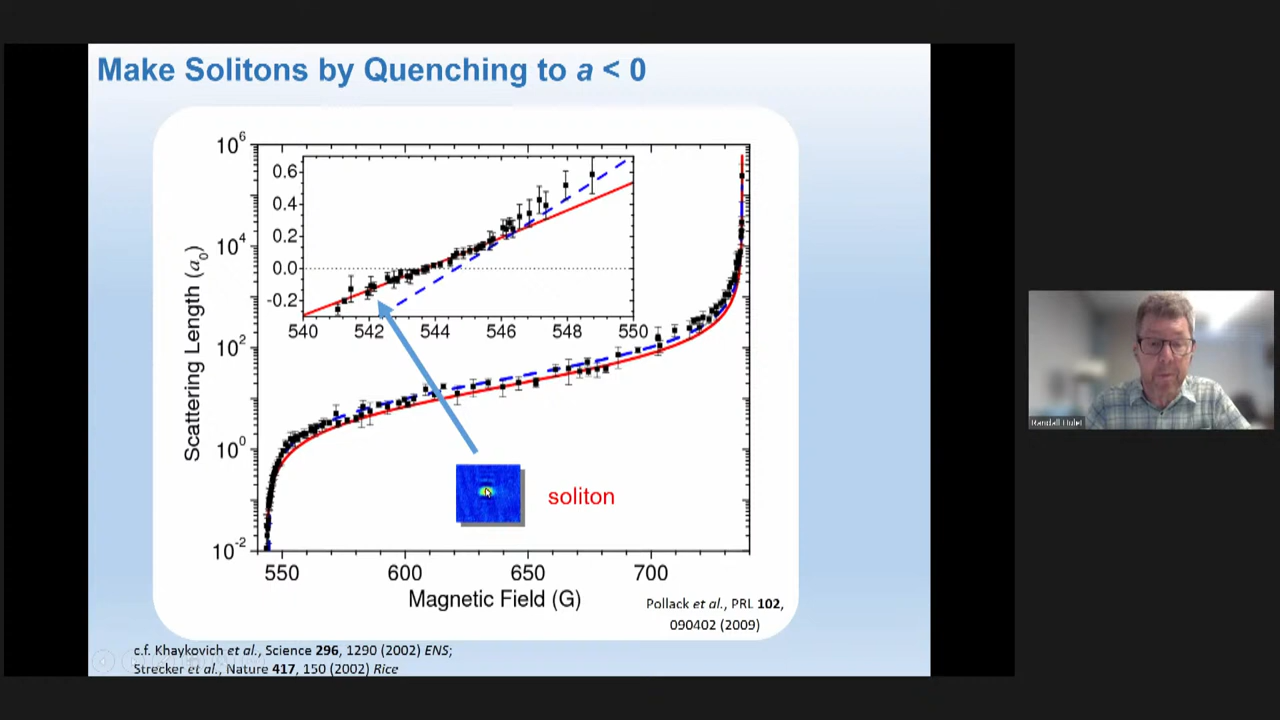 Make Solitons by Quenching to a < 0
10^6
10^4
10^2
10^0
10^-2
Scattering Length (a_0)
0.6
0.4
0.2
0.0
-0.2
540 542 544 546 548 550
soliton
550 600 650 700
Magnetic Field (G)
Pollack et al., PRL 102,
090402 (2009)
c.f. Khaykovich et al., Science 296, 1290 (2002) ENS;
Strecker et al., Nature 417, 150 (2002) Rice
Randall Hulet